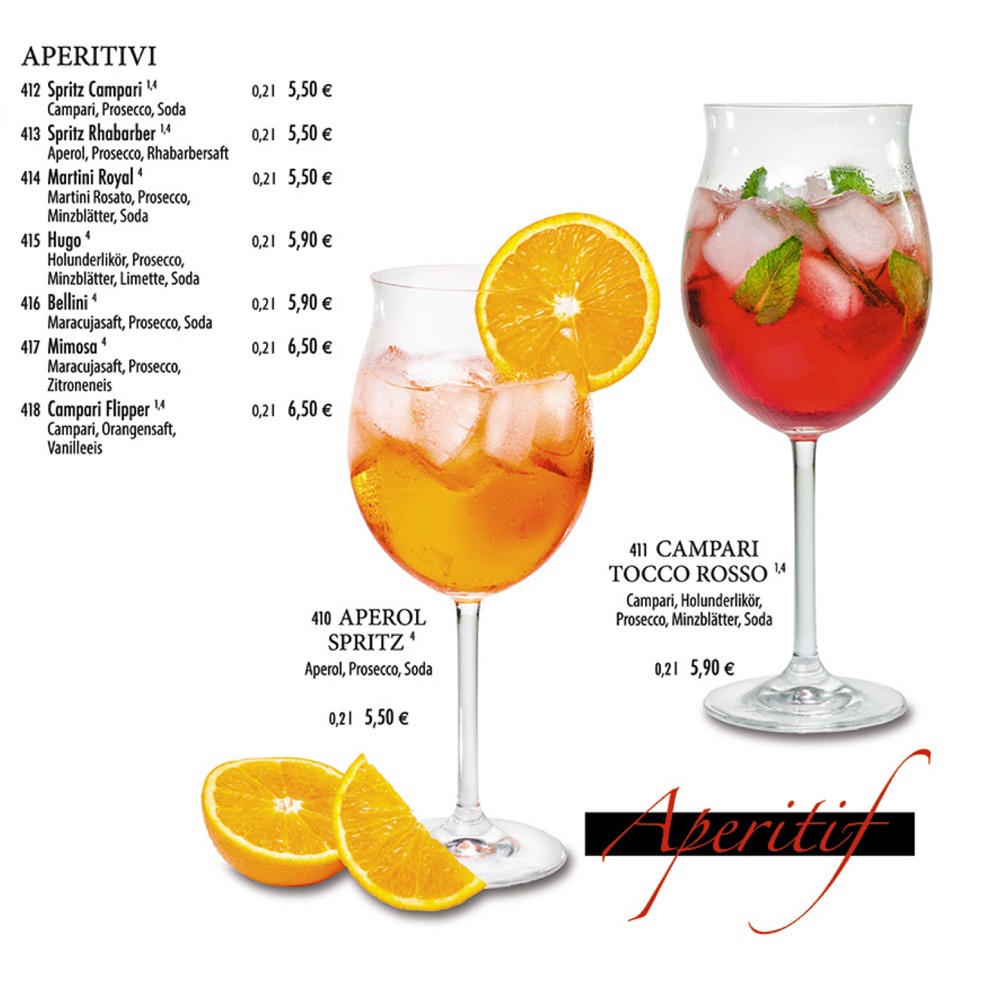 APERITIVI
412 Spritz Campari 1,4 0,2 l 5,50 €
Campari, Prosecco, Soda
413 Spritz Rhabarber 1,4 0,2 l 5,50 €
Aperol, Prosecco, Rhabarbersaft
414 Martini Royal 4 0,2 l 5,50 €
Martini Rosato, Prosecco,
Minzblätter, Soda
415 Hugo 4 0,2 l 5,90 €
Holunderlikör, Prosecco,
Minzblätter, Limette, Soda
416 Bellini 4 0,2 l 5,90 €
Maracujasaft, Prosecco, Soda
417 Mimosa 4 0,2 l 6,50 €
Maracujasaft, Prosecco,
Zitroneneis
418 Campari Flipper 1,4 0,2 l 6,50 €
Campari, Orangensaft,
Vanilleeis
410 APEROL
SPRITZ 4
Aperol, Prosecco, Soda
0,2 l 5,50 €
411 CAMPARI
TOCCO ROSSO 1,4
Campari, Holunderlikör,
Prosecco, Minzblätter, Soda
0,2 l 5,90 €
Aperitif